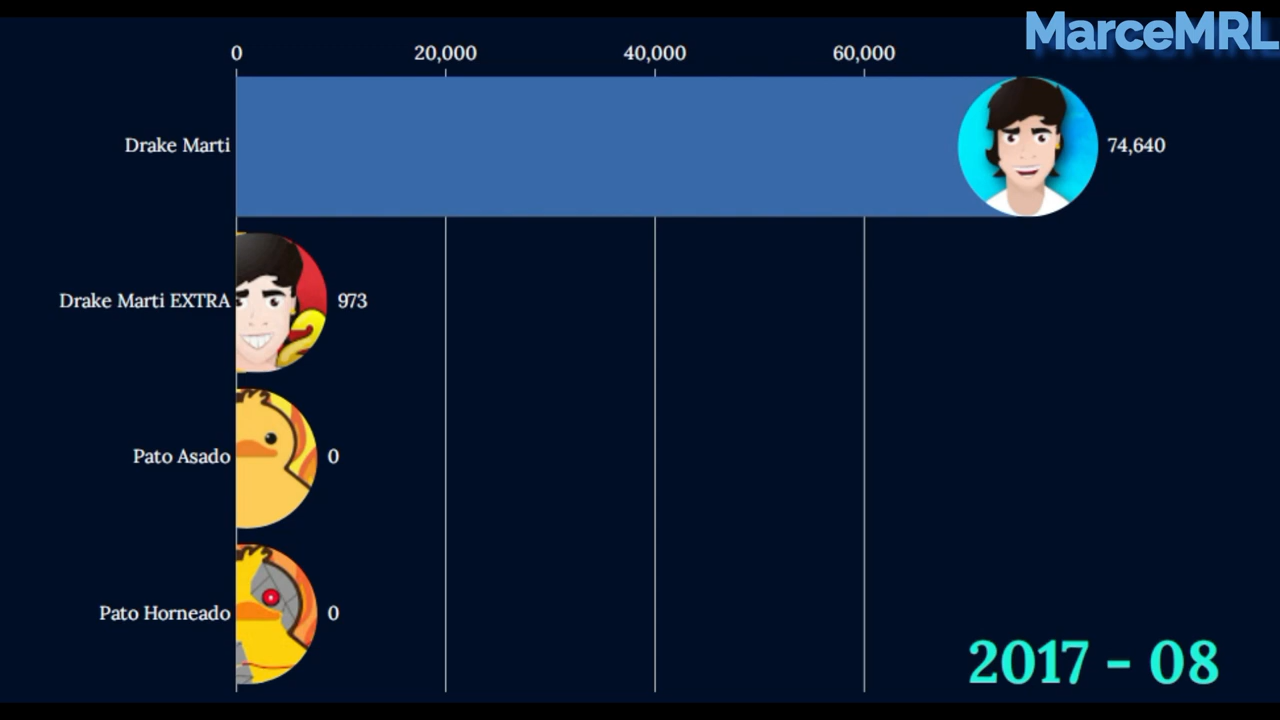 MarceMRL
0 20,000 40,000 60,000
Drake Marti 74,640
Drake Marti EXTRA 973
Pato Asado 0
Pato Horneado 0
2017 - 08